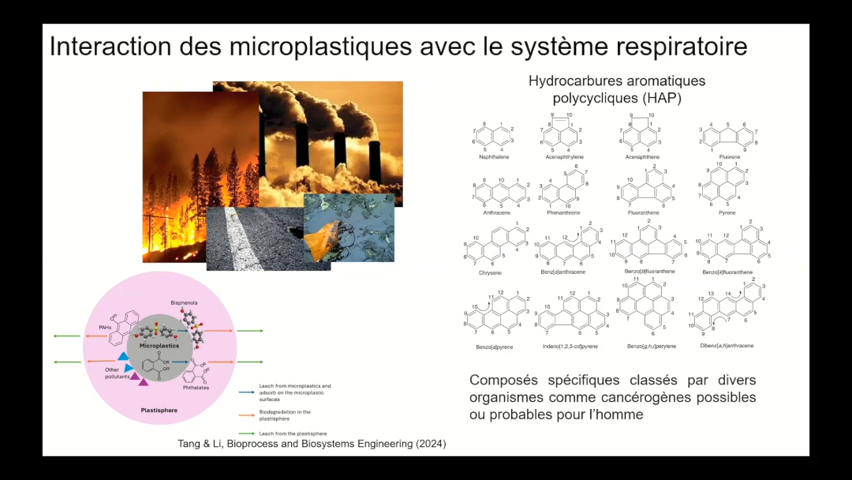 Interaction des microplastiques avec le système respiratoire
Hydrocarbures aromatiques
polycycliques (HAP)
Naphthalene
Acenaphthylene
Acenaphthene
Fluorene
Anthracene
Phenanthrene
Fluoranthene
Pyrene
Chrysene
Benz[a]anthracene
Benzo[b]fluoranthene
Benzo[k]fluoranthene
Benzo[a]pyrene
Indeno[1,2,3-cd]pyrene
Benzo[g,h,i]perylene
Dibenz[a,h]anthracene
Composés spécifiques classés par divers
organismes comme cancérogènes possibles
ou probables pour l'homme
Bisphenols
PAHs
Microplastics
Other
pollutants
Phthalates
Plastisphere
Leach from microplastics and
adsorb on the microplastic
surfaces
Biodegradation in the
plastisphere
Leach from the plastisphere
Tang & Li, Bioprocess and Biosystems Engineering (2024)